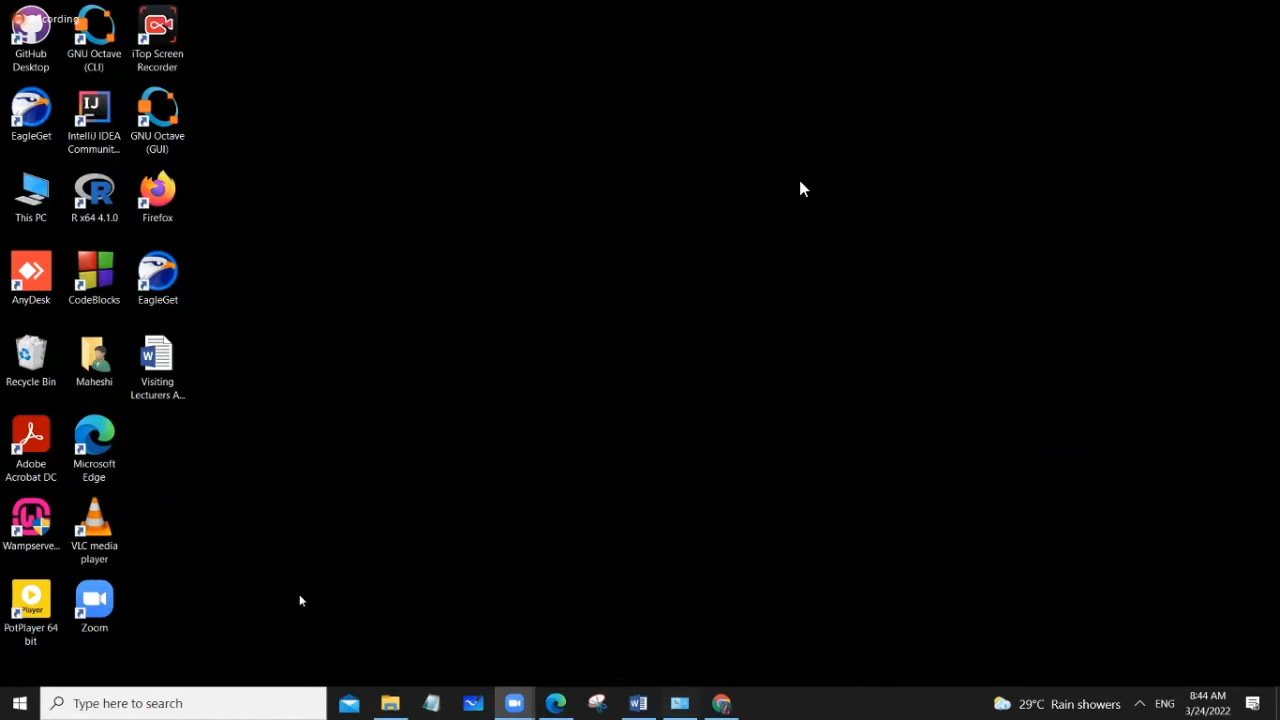 Recording
GitHub
Desktop
GNU Octave
(CLI)
iTop Screen
Recorder
EagleGet
IJ
IntelliJ IDEA
Communit...
GNU Octave
(GUI)
This PC
R
R x64 4.1.0
Firefox
AnyDesk
CodeBlocks
EagleGet
Recycle Bin
Maheshi
W
Visiting
Lecturers A...
Adobe
Acrobat DC
Microsoft
Edge
Wampserve...
VLC media
player
Player
PotPlayer 64
bit
Zoom
Type here to search
29°C Rain showers
ENG
8:44 AM
3/24/2022